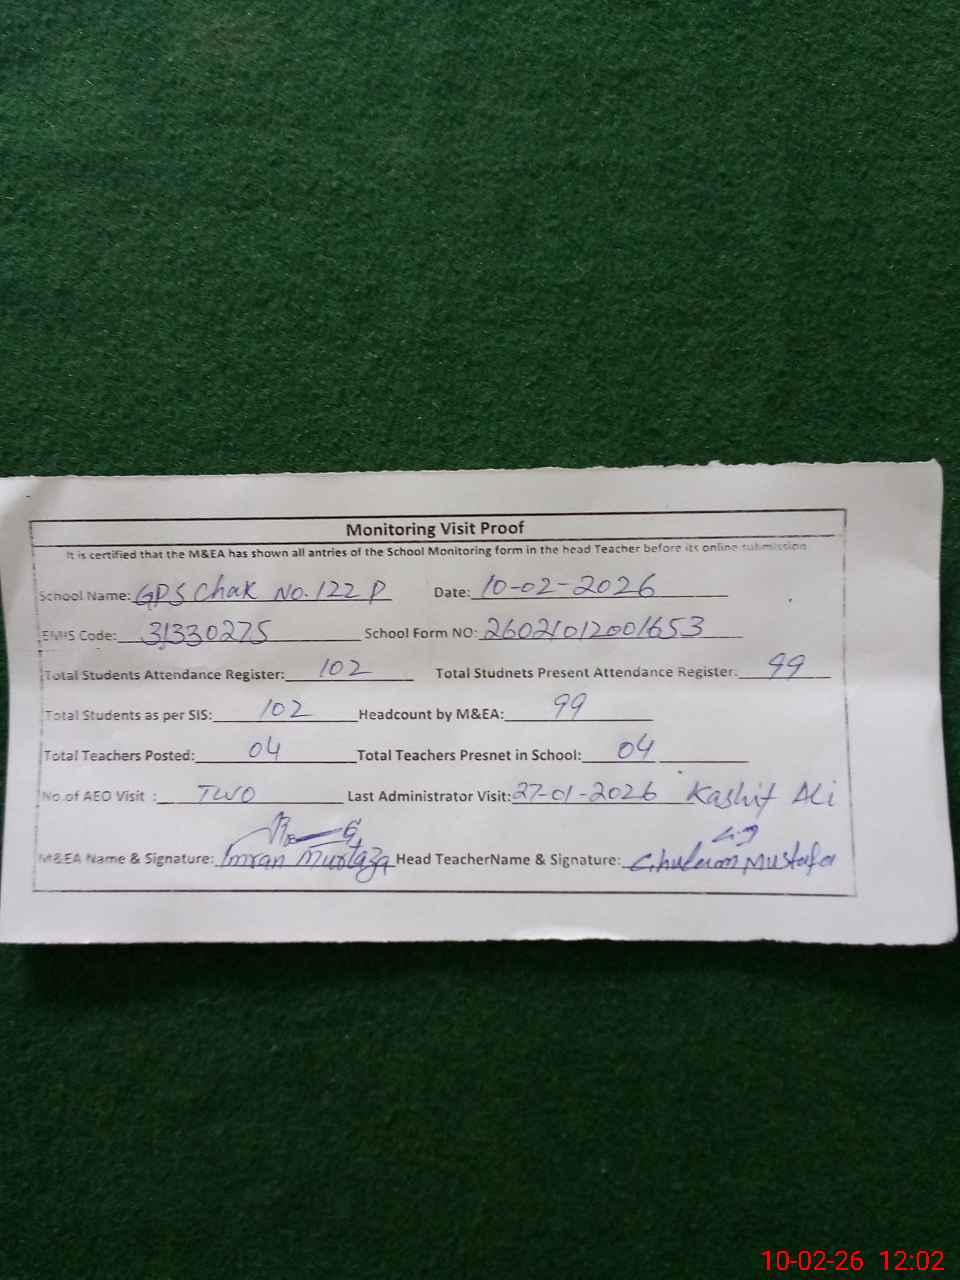 Monitoring Visit Proof
It is certified that the M&EA has shown all antries of the School Monitoring form in the head Teacher before its online submission
School Name: GPS Chak No. 122 P Date: 10-02-2026
EMIS Code: 31330275 School Form NO: 26021012001653
Total Students Attendance Register: 102 Total Studnets Present Attendance Register: 99
Total Students as per SIS: 102 Headcount by M&EA: 99
Total Teachers Posted: 04 Total Teachers Presnet in School: 04
No.of AEO Visit : TWO Last Administrator Visit: 27-01-2026 Kashif Ali
M&EA Name & Signature: Imran Murtaza Head TeacherName & Signature: Ghulam Mustafa
10-02-26 12:02